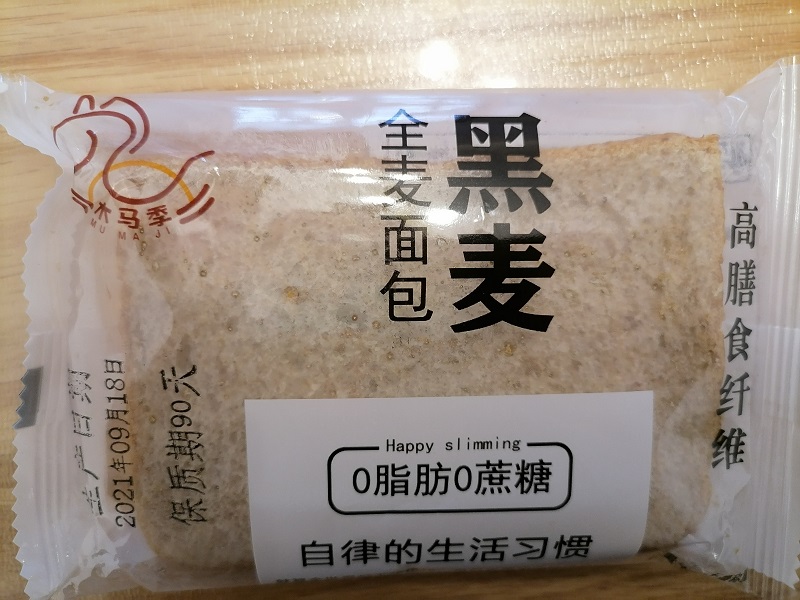 黑麦
全麦面包
木马季
MU MA JI
高膳食纤维
生产日期
2021年09月18日
保质期90天
Happy slimming
0脂肪0蔗糖
自律的生活习惯